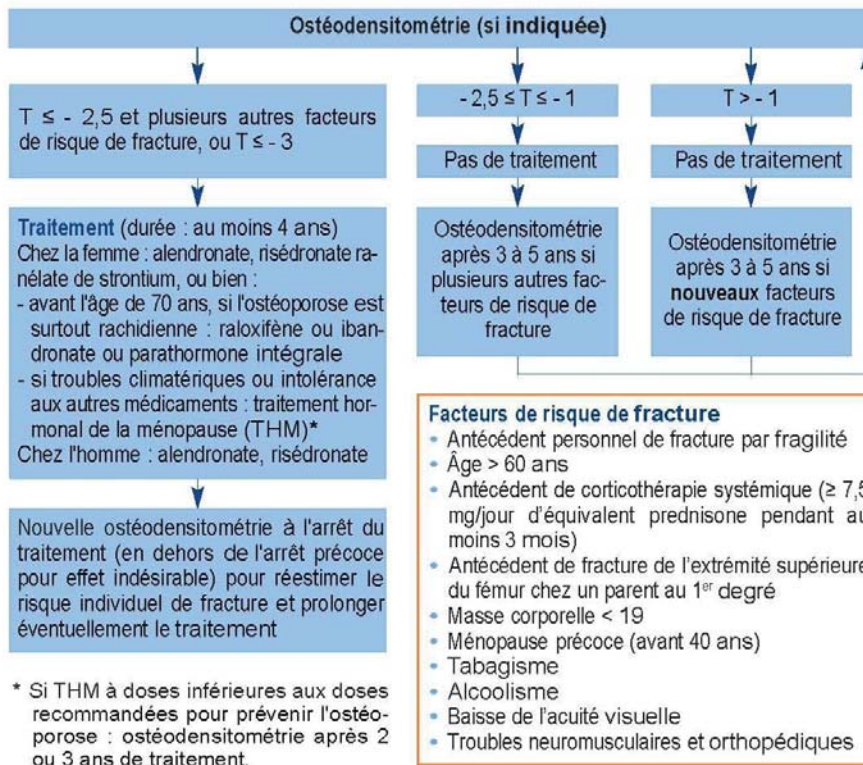 Ostéodensitométrie (si indiquée)
T ≤ - 2,5 et plusieurs autres facteurs
de risque de fracture, ou T ≤ - 3
Traitement (durée : au moins 4 ans)
Chez la femme : alendronate, risédronate ra-
nélate de strontium, ou bien :
- avant l'âge de 70 ans, si l'ostéoporose est
surtout rachidienne : raloxifène ou iban-
dronate ou parathormone intégrale
- si troubles climatériques ou intolérance
aux autres médicaments : traitement hor-
monal de la ménopause (THM)*
Chez l'homme : alendronate, risédronate
Nouvelle ostéodensitométrie à l'arrêt du
traitement (en dehors de l'arrêt précoce
pour effet indésirable) pour réestimer le
risque individuel de fracture et prolonger
éventuellement le traitement
* Si THM à doses inférieures aux doses
recommandées pour prévenir l'ostéo-
porose : ostéodensitométrie après 2
ou 3 ans de traitement.
- 2,5 ≤ T ≤ - 1
Pas de traitement
Ostéodensitométrie
après 3 à 5 ans si
plusieurs autres fac-
teurs de risque de
fracture
T > - 1
Pas de traitement
Ostéodensitométrie
après 3 à 5 ans si
nouveaux facteurs
de risque de fracture
Facteurs de risque de fracture
• Antécédent personnel de fracture par fragilité
• Âge > 60 ans
• Antécédent de corticothérapie systémique (≥ 7,5
mg/jour d'équivalent prednisone pendant au
moins 3 mois)
• Antécédent de fracture de l'extrémité supérieure
du fémur chez un parent au 1er degré
• Masse corporelle < 19
• Ménopause précoce (avant 40 ans)
• Tabagisme
• Alcoolisme
• Baisse de l'acuité visuelle
• Troubles neuromusculaires et orthopédiques